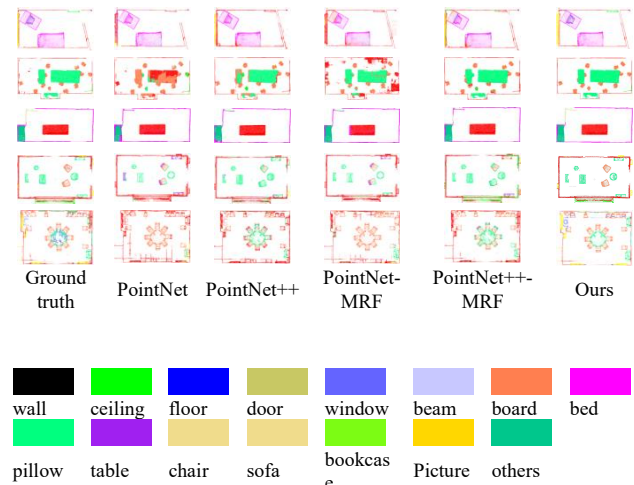 Ground
truth
PointNet
PointNet++
PointNet-
MRF
PointNet++-
MRF
Ours
wall ceiling floor door window beam board bed
pillow table chair sofa bookcas
e Picture others